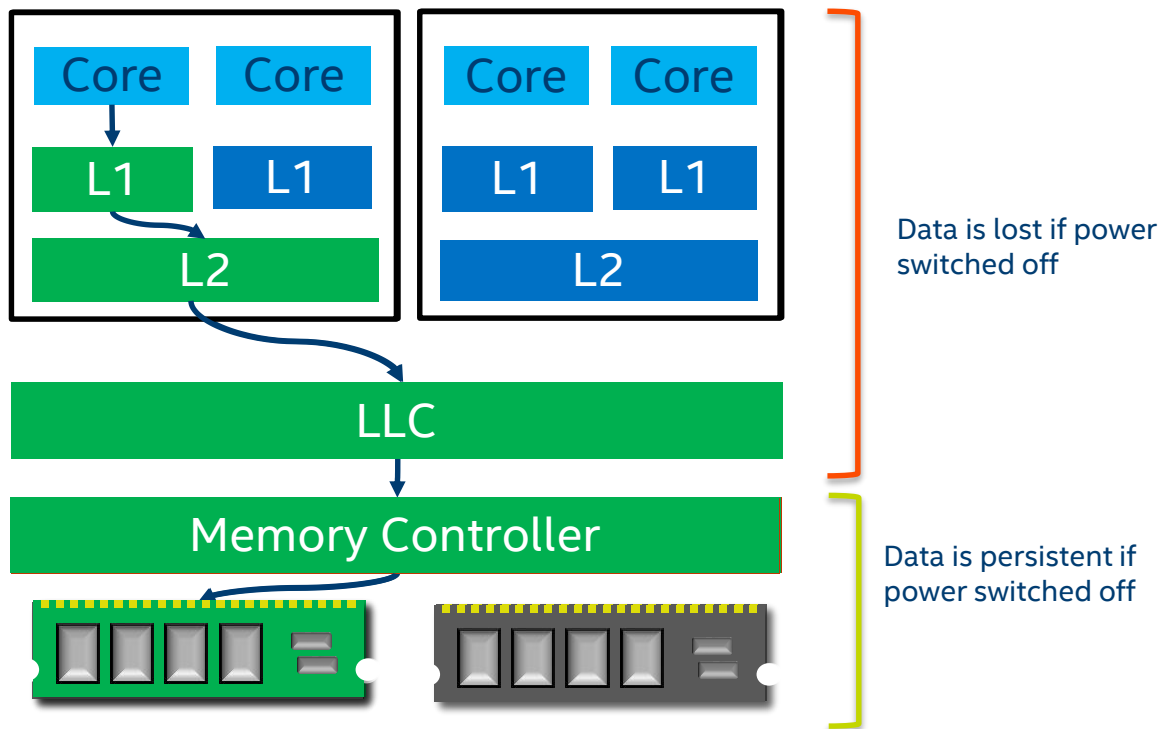 Core Core Core Core
L1 L1 L1 L1
L2 L2
Data is lost if power
switched off
LLC
Memory Controller
Data is persistent if
power switched off